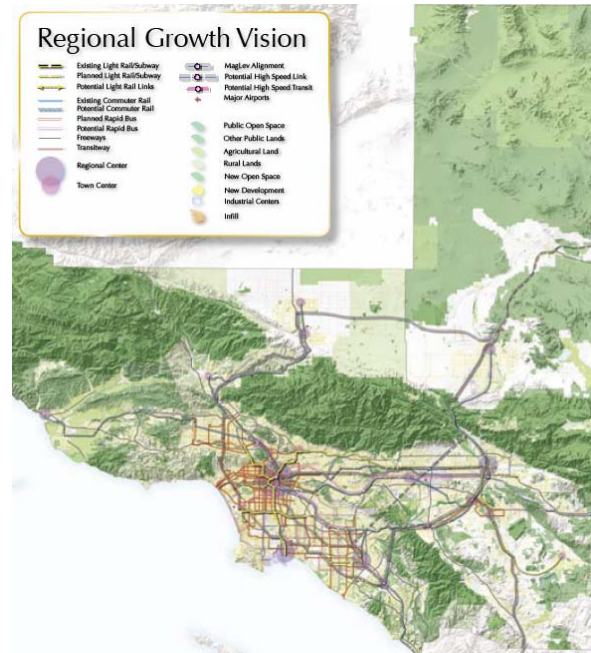 Regional Growth Vision
Existing Light Rail/Subway
Planned Light Rail/Subway
Potential Light Rail Links
Existing Commuter Rail
Potential Commuter Rail
Planned Rapid Bus
Potential Rapid Bus
Freeways
Transitway
Regional Center
Town Center
MagLev Alignment
Potential High Speed Link
Potential High Speed Transit
Major Airports
Public Open Space
Other Public Lands
Agricultural Land
Rural Lands
New Open Space
New Development
Industrial Centers
Infill